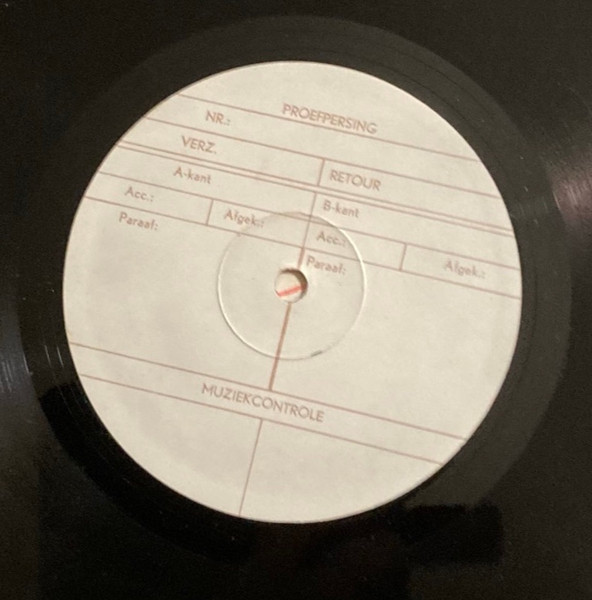 PROEFPERSING
NR.:
VERZ.
RETOUR
A-kant
B-kant
Acc.:
Afgek.:
Acc.:
Afgek.:
Paraaf:
Paraaf:
MUZIEKCONTROLE